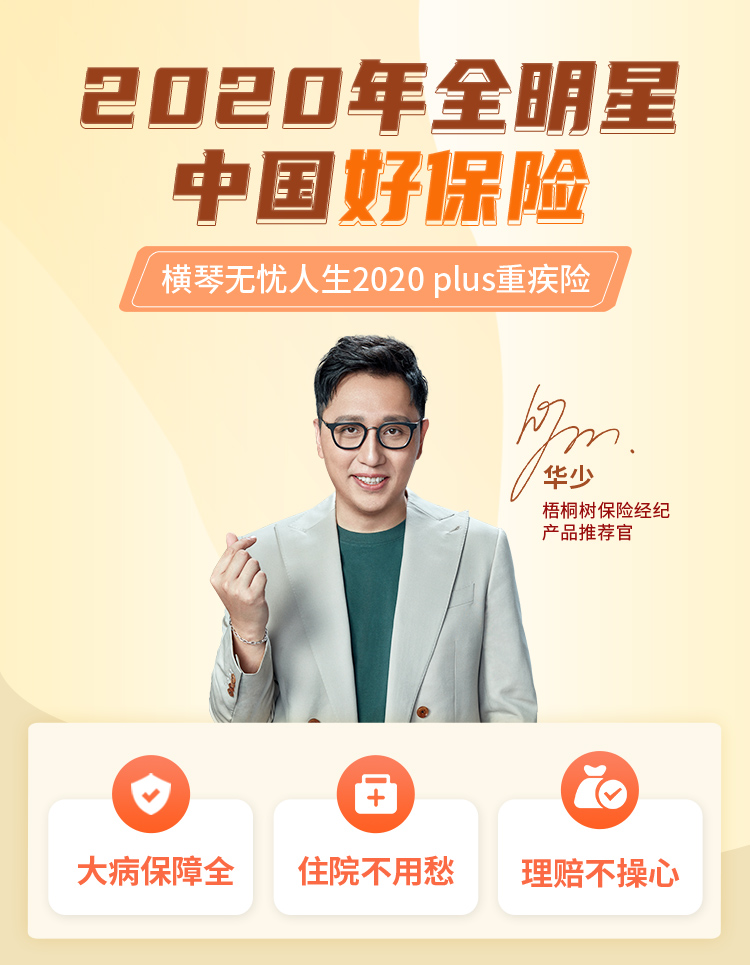 2020年全明星
中国好保险
横琴无忧人生2020 plus重疾险
华少
梧桐树保险经纪
产品推荐官
大病保障全
住院不用愁
理赔不操心